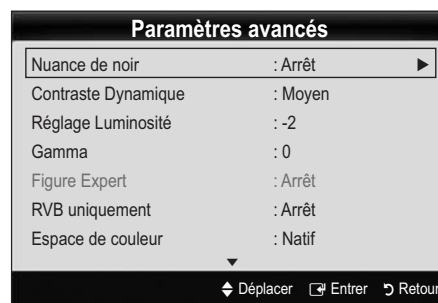 Paramètres avancés
Nuance de noir : Arrêt
Contraste Dynamique : Moyen
Réglage Luminosité : -2
Gamma : 0
Figure Expert : Arrêt
RVB uniquement : Arrêt
Espace de couleur : Natif
Déplacer Entrer Retour